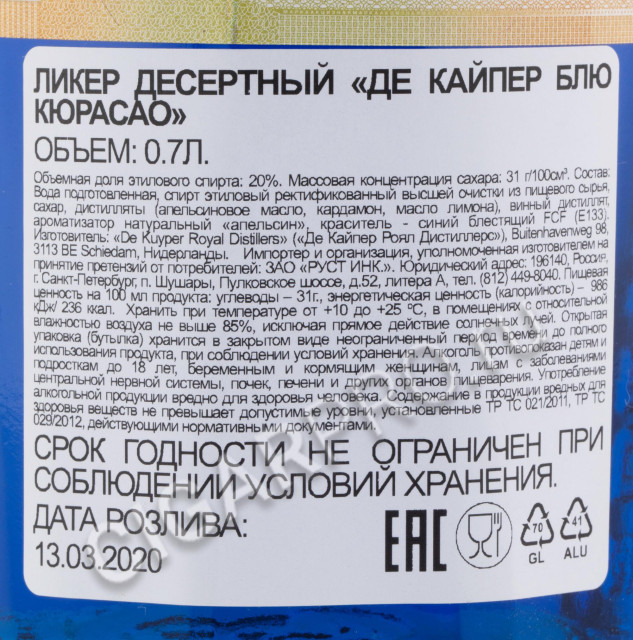 ЛИКЕР ДЕСЕРТНЫЙ «ДЕ КАЙПЕР БЛЮ
КЮРАСАО»
ОБЪЕМ: 0.7Л.
Объемная доля этилового спирта: 20%. Массовая концентрация сахара: 31 г/100см³. Состав:
Вода подготовленная, спирт этиловый ректификованный высшей очистки из пищевого сырья,
сахар, дистилляты (апельсиновое масло, кардамон, масло лимона), винный дистиллят,
ароматизатор натуральный «апельсин», краситель - синий блестящий FCF (E133).
Изготовитель: «De Kuyper Royal Distillers» («Де Кайпер Роял Дистиллерс»), Buitenhavenweg 98,
3113 BE Schiedam, Нидерланды. Импортер и организация, уполномоченная изготовителем на
принятие претензий от потребителей: ЗАО «РУСТ ИНК.». Юридический адрес: 196140, Россия,
г. Санкт-Петербург, п. Шушары, Пулковское шоссе, д.52, литера А, тел. (812) 449-8040. Пищевая
ценность на 100 мл продукта: углеводы – 31г., энергетическая ценность (калорийность) – 986
кДж/ 236 ккал. Хранить при температуре от +10 до +25 ºС, в помещениях с относительной
влажностью воздуха не выше 85%, исключая прямое действие солнечных лучей. Открытая
упаковка (бутылка) хранится в закрытом виде неограниченный период времени до полного
использования продукта, при соблюдении условий хранения. Алкоголь противопоказан детям и
подросткам до 18 лет, беременным и кормящим женщинам, лицам с заболеваниями
центральной нервной системы, почек, печени и других органов пищеварения. Употребление
алкогольной продукции вредно для здоровья человека. Содержание в продукции вредных для
здоровья веществ не превышает допустимые уровни, установленные ТР ТС 021/2011, ТР ТС
029/2012, действующими нормативными документами.
СРОК ГОДНОСТИ НЕ ОГРАНИЧЕН ПРИ
СОБЛЮДЕНИИ УСЛОВИЙ ХРАНЕНИЯ.
ДАТА РОЗЛИВА:
13.03.2020
EAC
70
GL
41
ALU
CIGARPRO.RU